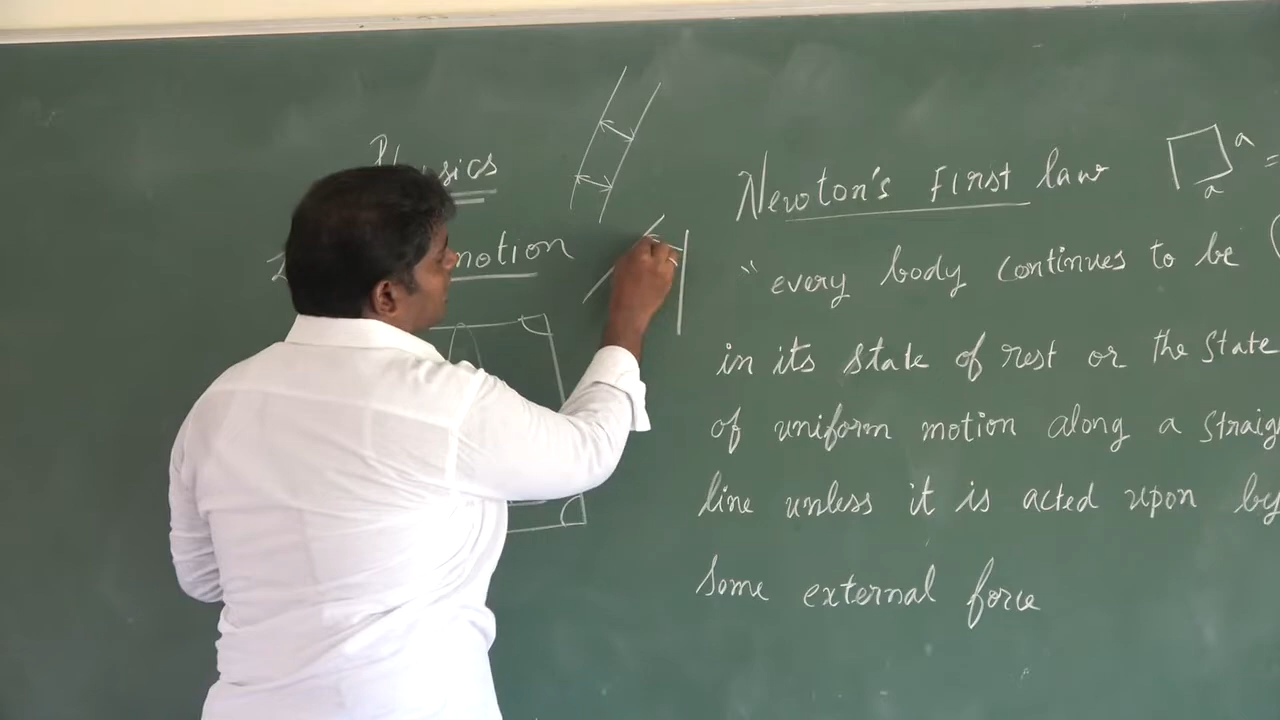 Physics
motion
Newton's First law
a
a
=
"every body continues to be (
in its state of rest or the state
of uniform motion along a straig
line unless it is acted upon by
some external force